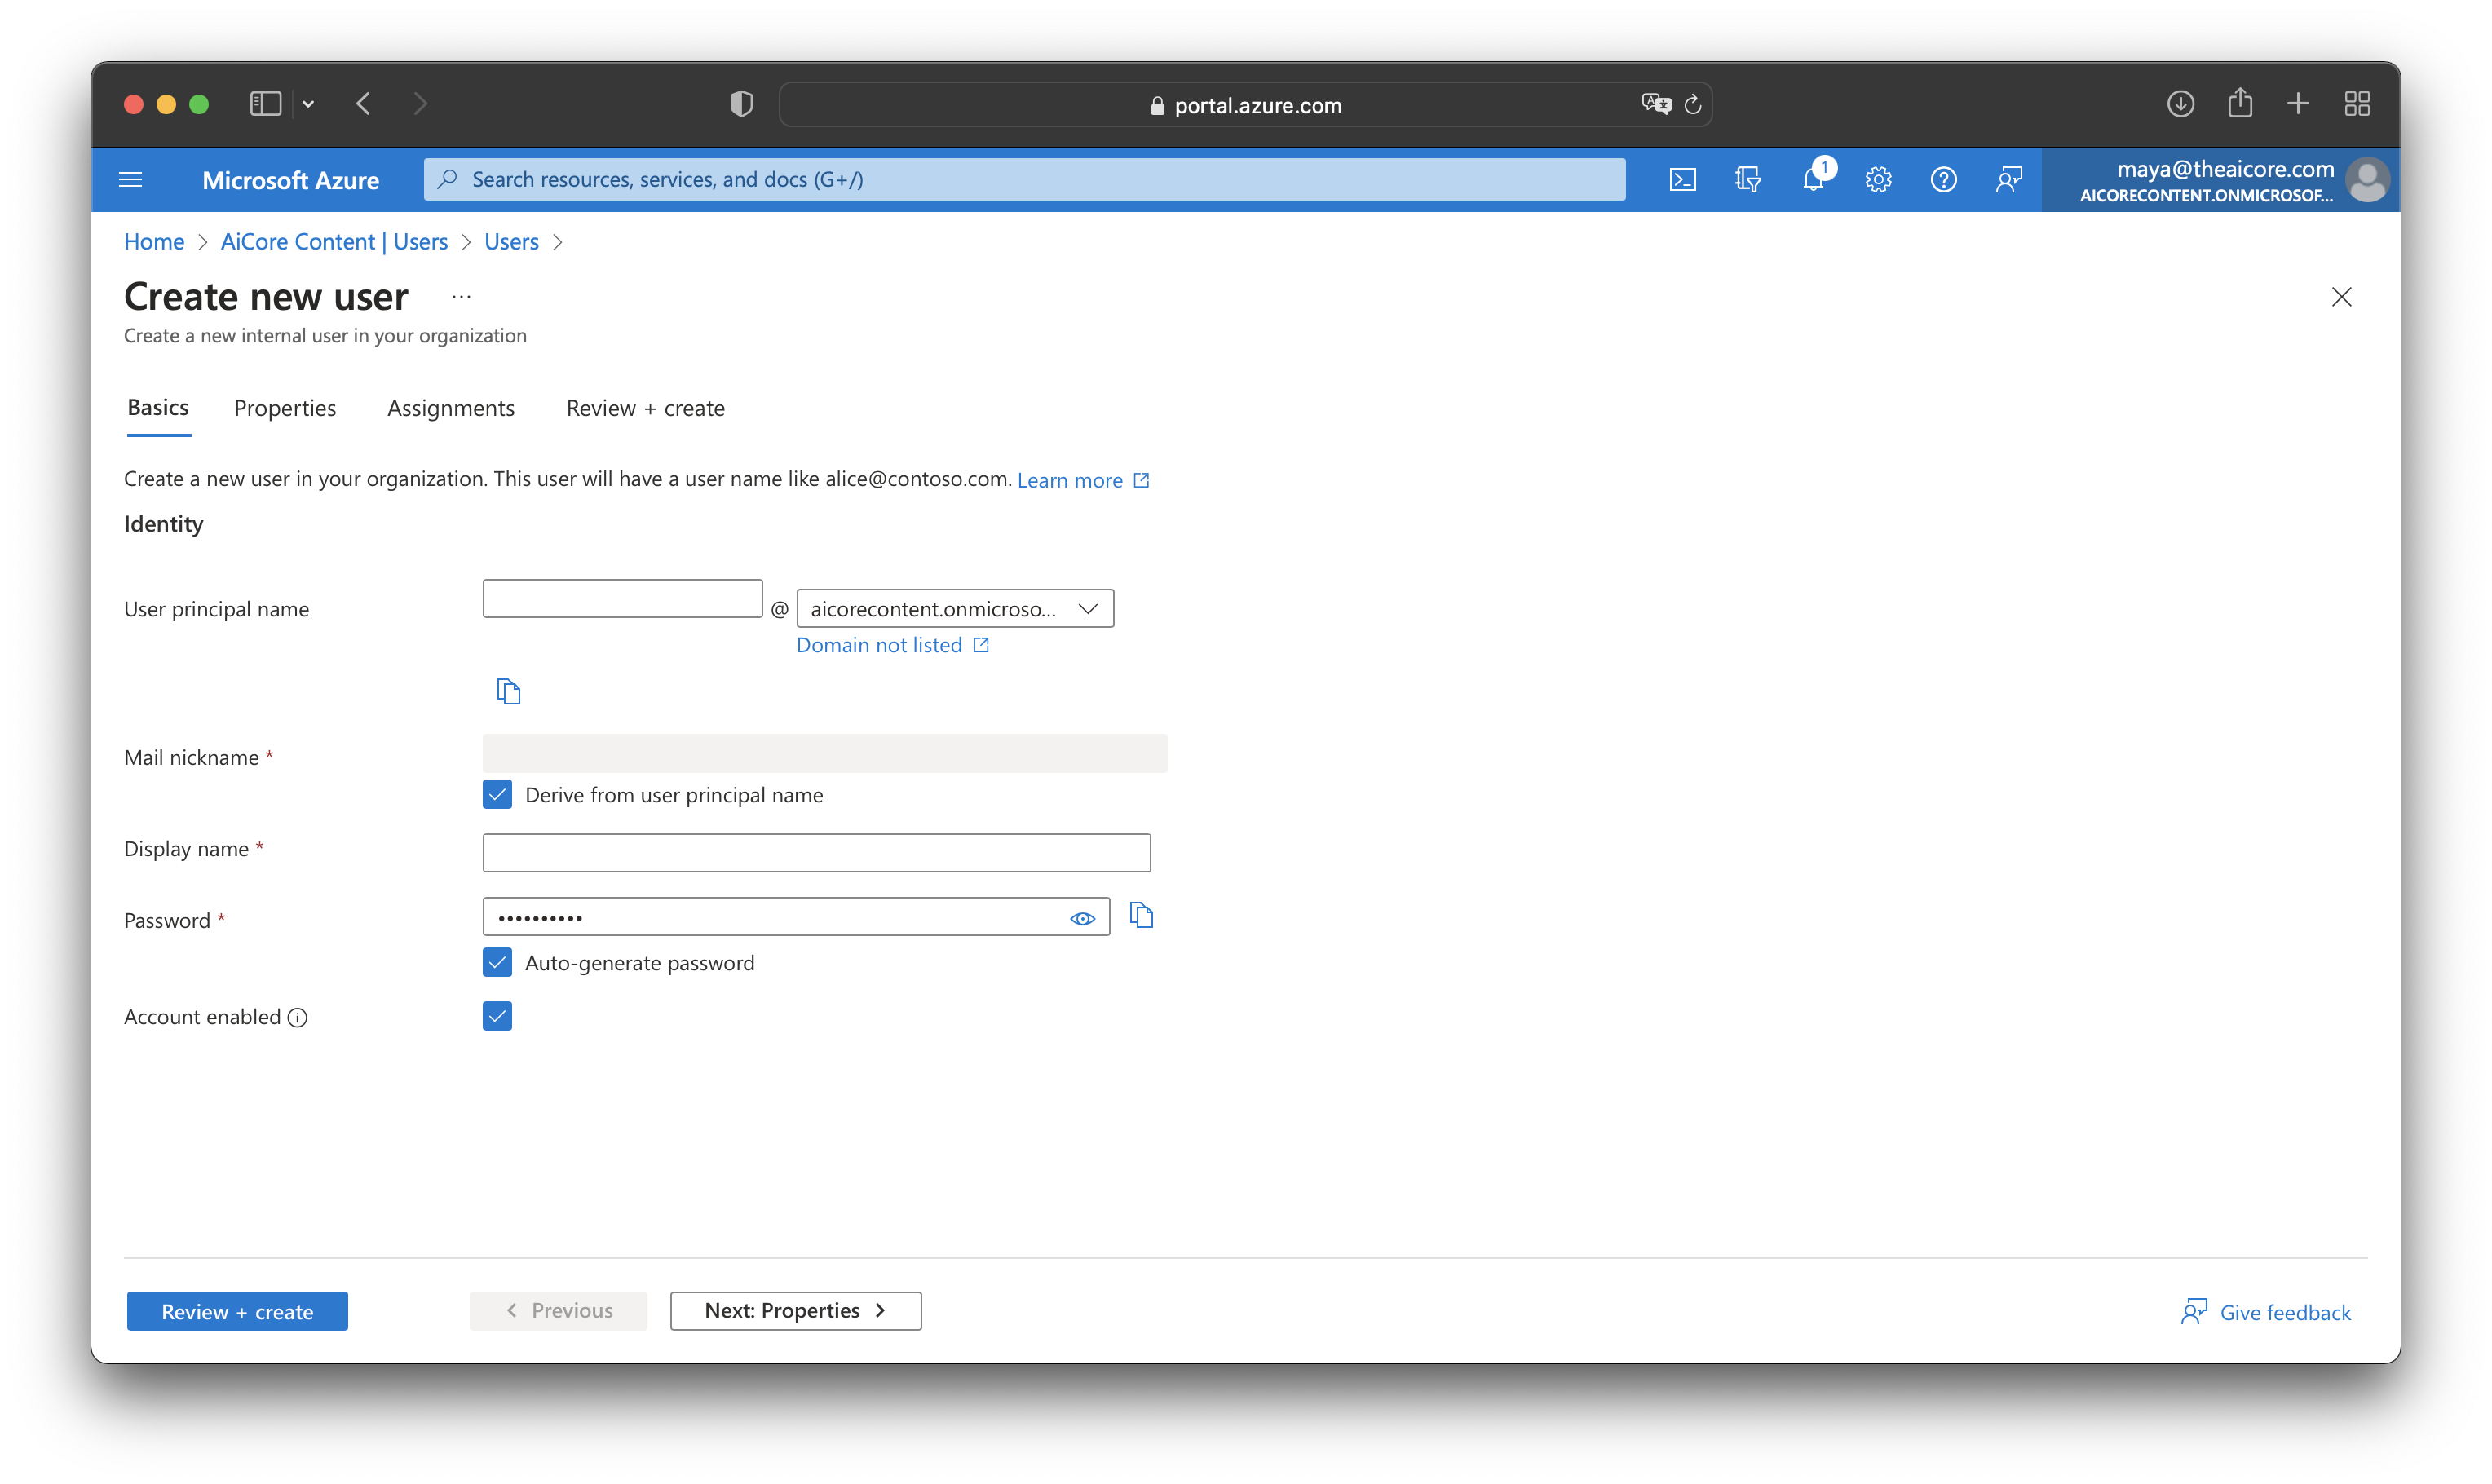 portal.azure.com
Microsoft Azure
Search resources, services, and docs (G+/)
1
maya@theaicore.com
AICORECONTENT.ONMICROSOF...
Home > AiCore Content | Users > Users >
Create new user ...
Create a new internal user in your organization
Basics Properties Assignments Review + create
Create a new user in your organization. This user will have a user name like alice@contoso.com. Learn more
Identity
User principal name
@ aicorecontent.onmicroso...
Domain not listed
Mail nickname *
Derive from user principal name
Display name *
Password * ••••••••••
Auto-generate password
Account enabled
Review + create
< Previous
Next: Properties >
Give feedback